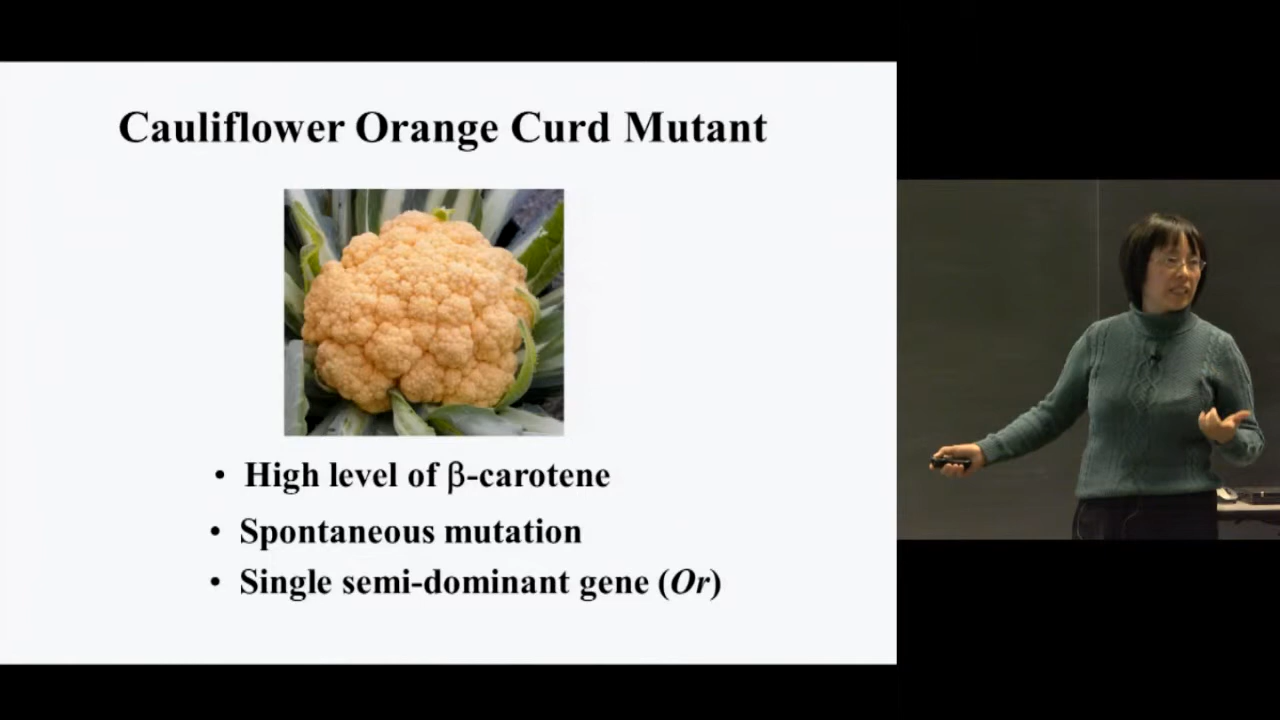 Cauliflower Orange Curd Mutant
• High level of β-carotene
• Spontaneous mutation
• Single semi-dominant gene (Or)